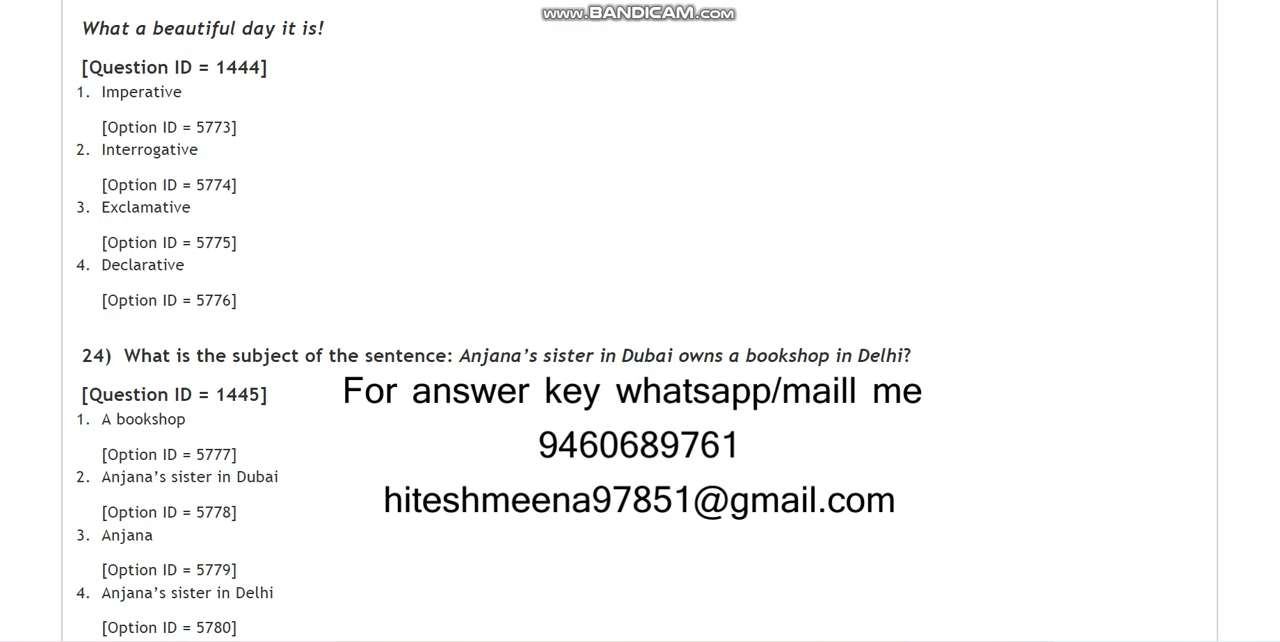 www.BANDICAM.com
What a beautiful day it is!
[Question ID = 1444]
1. Imperative
[Option ID = 5773]
2. Interrogative
[Option ID = 5774]
3. Exclamative
[Option ID = 5775]
4. Declarative
[Option ID = 5776]
24) What is the subject of the sentence: Anjana’s sister in Dubai owns a bookshop in Delhi?
[Question ID = 1445]
1. A bookshop
[Option ID = 5777]
2. Anjana’s sister in Dubai
[Option ID = 5778]
3. Anjana
[Option ID = 5779]
4. Anjana’s sister in Delhi
[Option ID = 5780]
For answer key whatsapp/maill me
9460689761
hiteshmeena97851@gmail.com